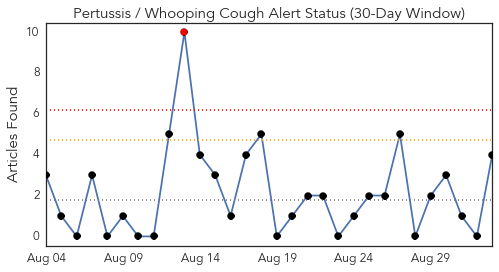 Pertussis / Whooping Cough Alert Status (30-Day Window)
Articles Found
10
8
6
4
2
0
Aug 04 Aug 09 Aug 14 Aug 19 Aug 24 Aug 29